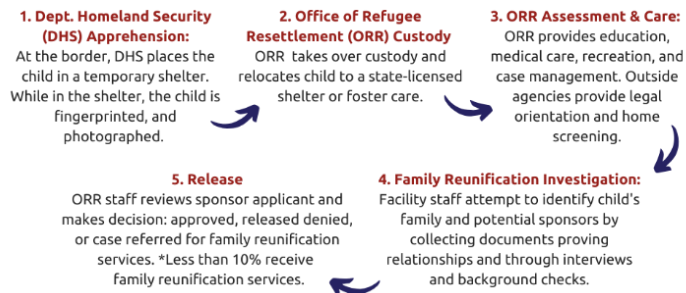 1. Dept. Homeland Security
(DHS) Apprehension:
At the border, DHS places the
child in a temporary shelter.
While in the shelter, the child is
fingerprinted, and
photographed.
2. Office of Refugee
Resettlement (ORR) Custody
ORR takes over custody and
relocates child to a state-licensed
shelter or foster care.
3. ORR Assessment & Care:
ORR provides education,
medical care, recreation, and
case management. Outside
agencies provide legal
orientation and home
screening.
4. Family Reunification Investigation:
Facility staff attempt to identify child's
family and potential sponsors by
collecting documents proving
relationships and through interviews
and background checks.
5. Release
ORR staff reviews sponsor applicant and
makes decision: approved, released denied,
or case referred for family reunification
services. *Less than 10% receive
family reunification services.